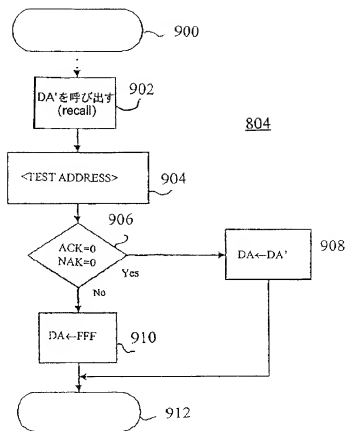 900
DA'を呼び出す
(recall)
902
804
<TEST ADDRESS>
904
906
ACK=0
NAK=0
Yes
No
DA←DA'
908
DA←FFF
910
912